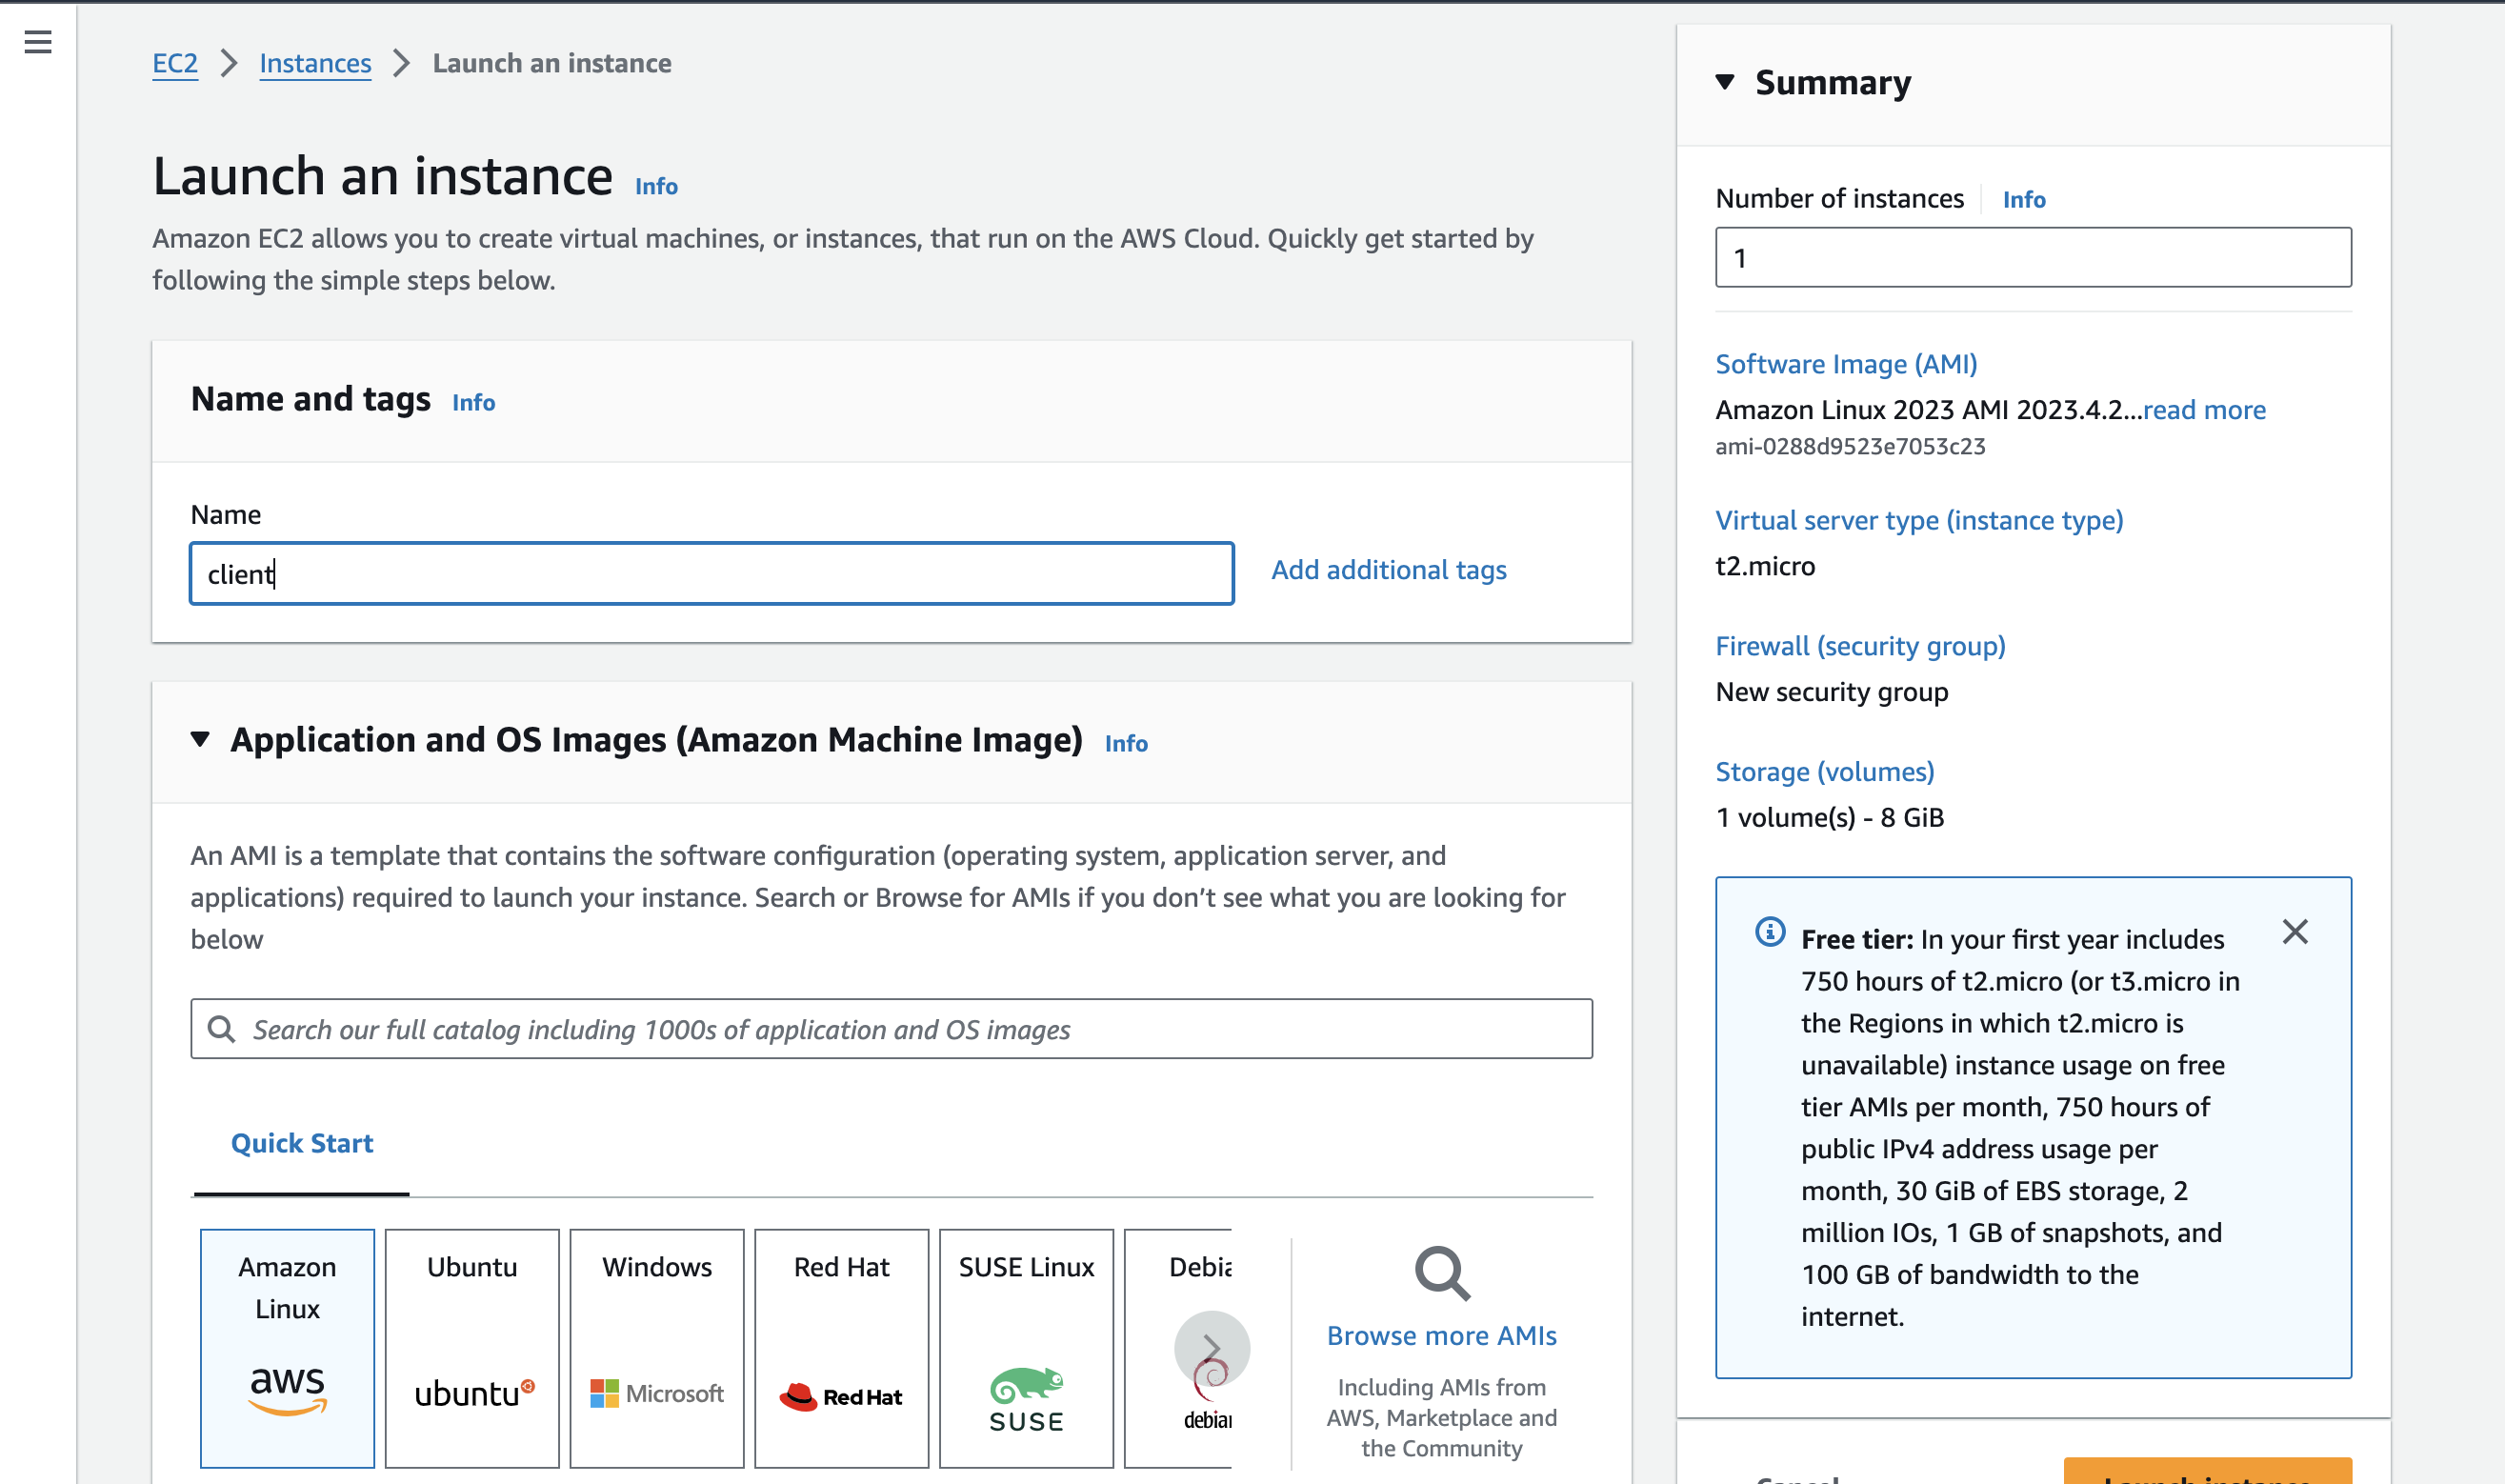 EC2 > Instances > Launch an instance
Launch an instance Info
Amazon EC2 allows you to create virtual machines, or instances, that run on the AWS Cloud. Quickly get started by
following the simple steps below.
Name and tags Info
Name
client
Add additional tags
Application and OS Images (Amazon Machine Image) Info
An AMI is a template that contains the software configuration (operating system, application server, and
applications) required to launch your instance. Search or Browse for AMIs if you don’t see what you are looking for
below
Search our full catalog including 1000s of application and OS images
Quick Start
Amazon
Linux
aws
Ubuntu
ubuntu
Windows
Microsoft
Red Hat
Red Hat
SUSE Linux
SUSE
Debia
debian
Browse more AMIs
Including AMIs from
AWS, Marketplace and
the Community
Summary
Number of instances Info
1
Software Image (AMI)
Amazon Linux 2023 AMI 2023.4.2...read more
ami-0288d9523e7053c23
Virtual server type (instance type)
t2.micro
Firewall (security group)
New security group
Storage (volumes)
1 volume(s) - 8 GiB
Free tier: In your first year includes
750 hours of t2.micro (or t3.micro in
the Regions in which t2.micro is
unavailable) instance usage on free
tier AMIs per month, 750 hours of
public IPv4 address usage per
month, 30 GiB of EBS storage, 2
million IOs, 1 GB of snapshots, and
100 GB of bandwidth to the
internet.
Cancel
Launch instance